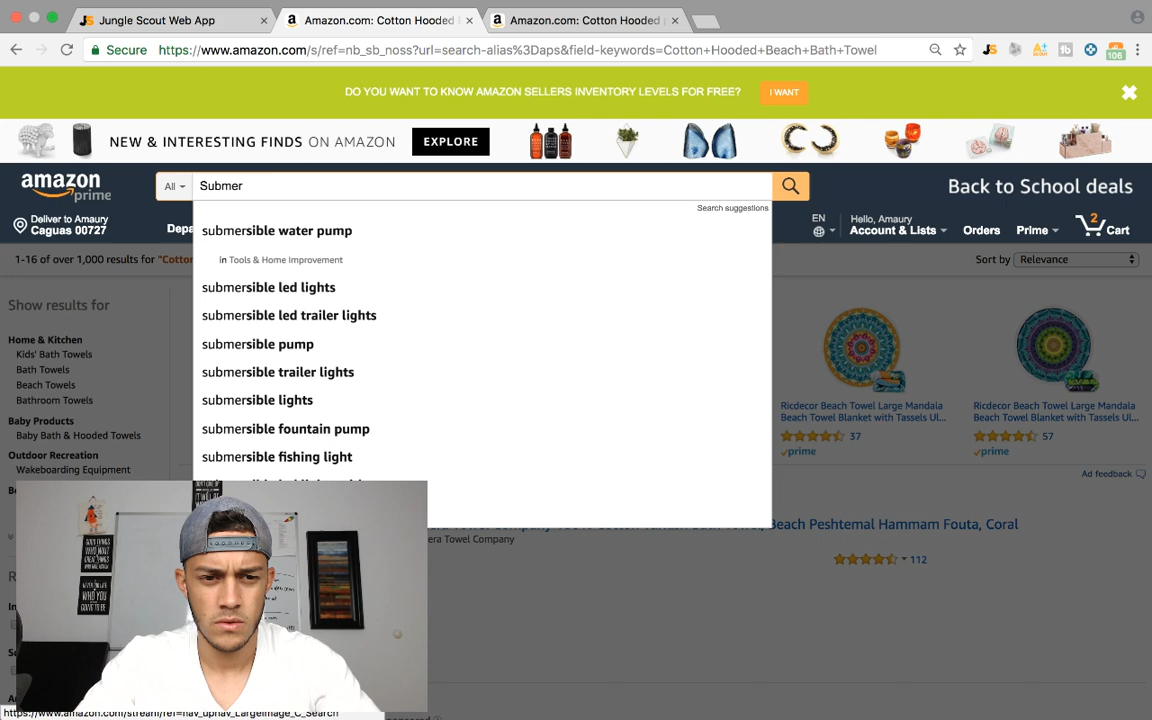 Jungle Scout Web App
Amazon.com: Cotton Hooded
Amazon.com: Cotton Hooded
Secure
https://www.amazon.com/s/ref=nb_sb_noss?url=search-alias%3Daps&field-keywords=Cotton+Hooded+Beach+Bath+Towel
106
DO YOU WANT TO KNOW AMAZON SELLERS INVENTORY LEVELS FOR FREE?
I WANT
NEW & INTERESTING FINDS ON AMAZON
EXPLORE
amazon prime
All
Submer
Back to School deals
Deliver to Amaury
Caguas 00727
Depa
Search suggestions
submersible water pump
in Tools & Home Improvement
submersible led lights
submersible led trailer lights
submersible pump
submersible trailer lights
submersible lights
submersible fountain pump
submersible fishing light
EN
Hello, Amaury
Account & Lists
Orders
Prime
2
Cart
1-16 of over 1,000 results for "Cotton
Sort by
Relevance
Show results for
Home & Kitchen
Kids' Bath Towels
Bath Towels
Beach Towels
Bathroom Towels
Baby Products
Baby Bath & Hooded Towels
Outdoor Recreation
Wakeboarding Equipment
Ricdecor Beach Towel Large Mandala
Beach Towel Blanket with Tassels Ul...
37
prime
Ricdecor Beach Towel Large Mandala
Beach Towel Blanket with Tassels Ul...
57
prime
Ad feedback
Beach Peshtemal Hammam Fouta, Coral
Towel Company
112